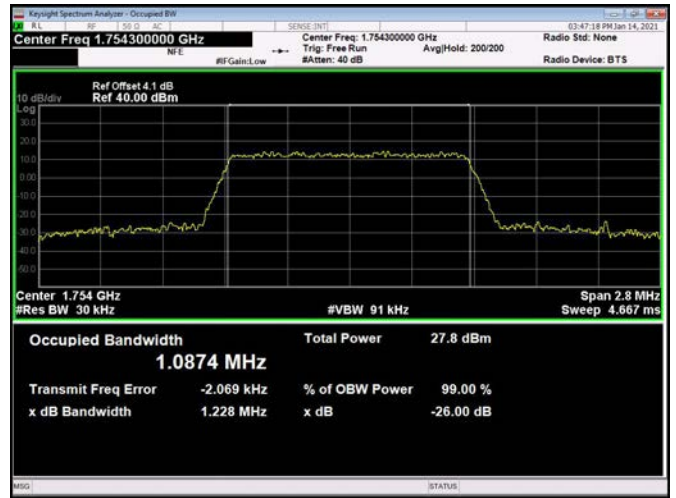 Keysight Spectrum Analyzer - Occupied BW
RL RF 50 Ω AC SENSE:INT 03:47:18 PM Jan 14, 2021
Center Freq 1.754300000 GHz Center Freq: 1.754300000 GHz Radio Std: None
NFE Trig: Free Run Avg|Hold: 200/200
#IFGain:Low #Atten: 40 dB Radio Device: BTS
Ref Offset 4.1 dB
10 dB/div Ref 40.00 dBm
Log
30.0
20.0
10.0
0.00
-10.0
-20.0
-30.0
-40.0
-50.0
Center 1.754 GHz Span 2.8 MHz
#Res BW 30 kHz #VBW 91 kHz Sweep 4.667 ms
Occupied Bandwidth Total Power 27.8 dBm
1.0874 MHz
Transmit Freq Error -2.069 kHz % of OBW Power 99.00 %
x dB Bandwidth 1.228 MHz x dB -26.00 dB
MSG STATUS